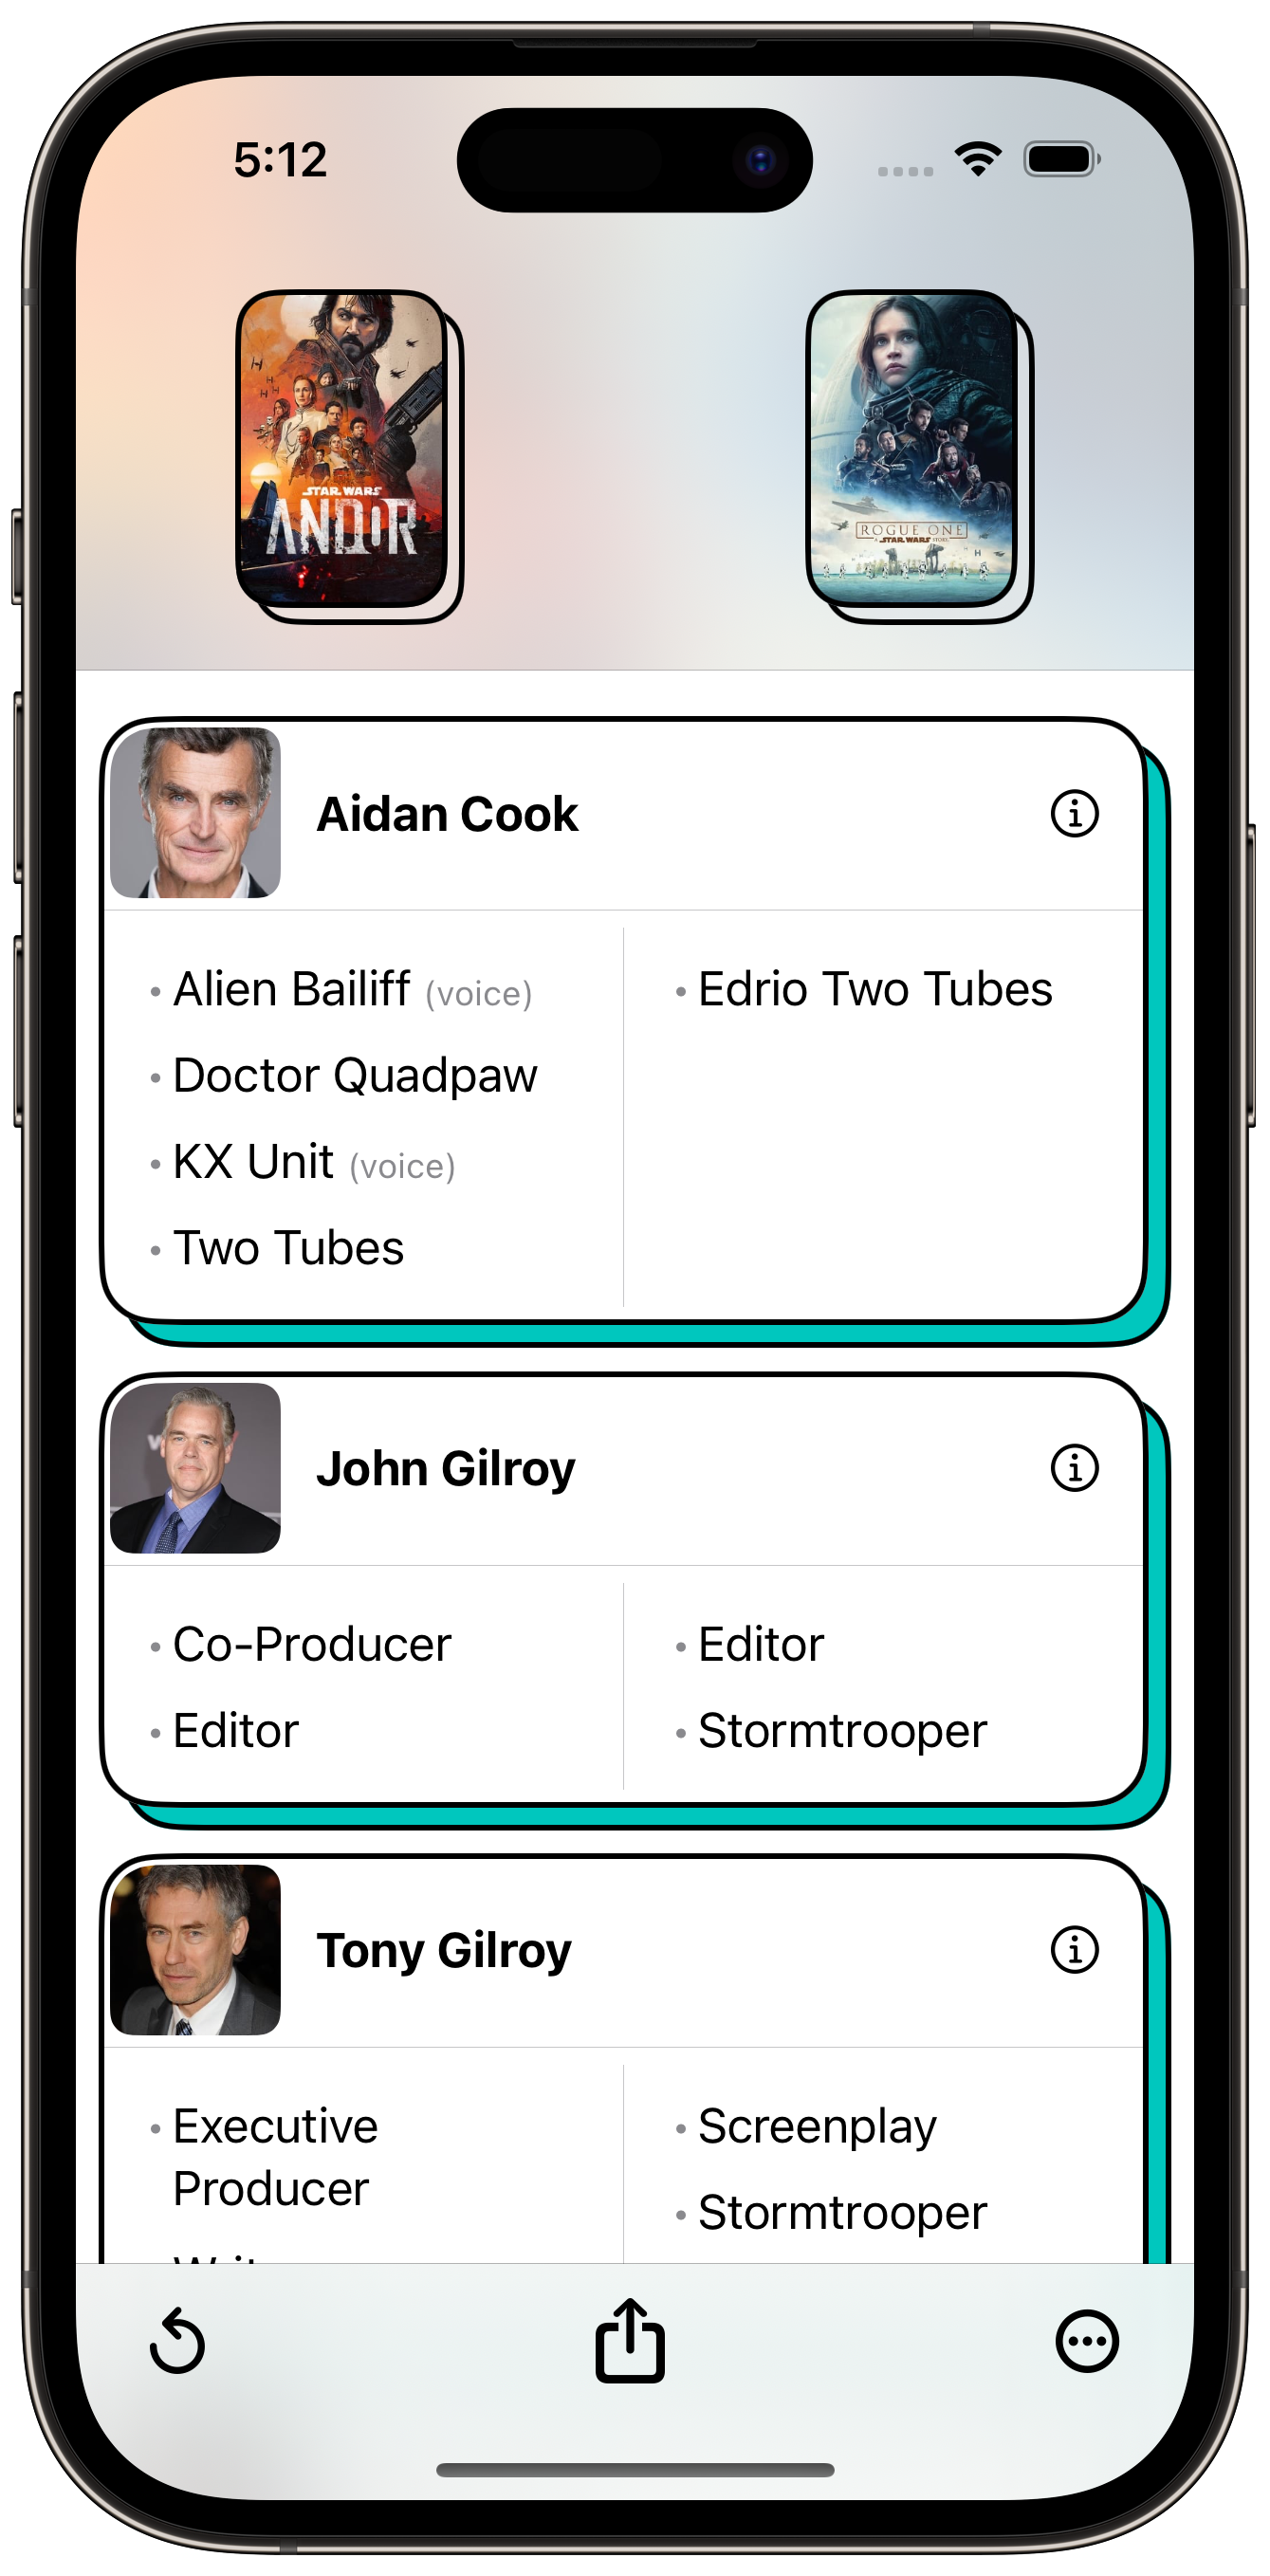 5:12
STAR WARS
ANDOR
ROGUE ONE
A STAR WARS STORY
Aidan Cook
Alien Bailiff (voice)
Doctor Quadpaw
KX Unit (voice)
Two Tubes
Edrio Two Tubes
John Gilroy
Co-Producer
Editor
Editor
Stormtrooper
Tony Gilroy
Executive
Producer
Screenplay
Stormtrooper